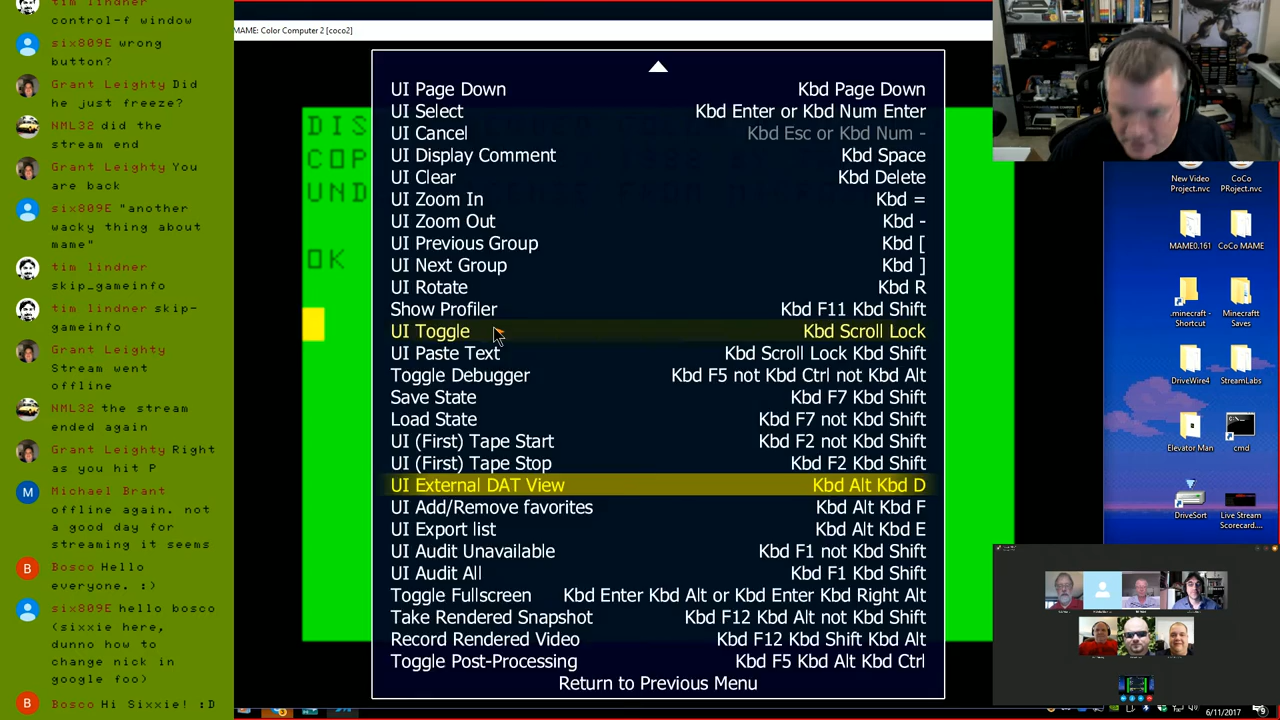 tim lindner
control-f window
six809E wrong
button?
Grant Leighty Did
he just freeze?
NML32 did the
stream end
Grant Leighty You
are back
six809E "another
wacky thing about
mame"
tim lindner
skip_gameinfo
tim lindner skip-
gameinfo
Grant Leighty
Stream went
offline
NML32 the stream
ended again
Grant Leighty Right
as you hit P
Michael Brant
offline again. not
a good day for
streaming it seems
Bosco Hello
everyone. :)
six809E hello bosco
(sixxie here,
dunno how to
change nick in
google foo)
Bosco Hi Sixxie! :D
MAME: Color Computer 2 [coco2]
DIS
COP
UND
OK
UI Page Down Kbd Page Down
UI Select Kbd Enter or Kbd Num Enter
UI Cancel Kbd Esc or Kbd Num -
UI Display Comment Kbd Space
UI Clear Kbd Delete
UI Zoom In Kbd =
UI Zoom Out Kbd -
UI Previous Group Kbd [
UI Next Group Kbd ]
UI Rotate Kbd R
Show Profiler Kbd F11 Kbd Shift
UI Toggle Kbd Scroll Lock
UI Paste Text Kbd Scroll Lock Kbd Shift
Toggle Debugger Kbd F5 not Kbd Ctrl not Kbd Alt
Save State Kbd F7 Kbd Shift
Load State Kbd F7 not Kbd Shift
UI (First) Tape Start Kbd F2 not Kbd Shift
UI (First) Tape Stop Kbd F2 Kbd Shift
UI External DAT View Kbd Alt Kbd D
UI Add/Remove favorites Kbd Alt Kbd F
UI Export list Kbd Alt Kbd E
UI Audit Unavailable Kbd F1 not Kbd Shift
UI Audit All Kbd F1 Kbd Shift
Toggle Fullscreen Kbd Enter Kbd Alt or Kbd Enter Kbd Right Alt
Take Rendered Snapshot Kbd F12 Kbd Alt not Kbd Shift
Record Rendered Video Kbd F12 Kbd Shift Kbd Alt
Toggle Post-Processing Kbd F5 Kbd Alt Kbd Ctrl
Return to Previous Menu
New Video CoCo
Project.nvc PRoject.nvc
MAME0.161 CoCo MAME
.minecraft - Minecraftt
Shortcut Saves
DriveWire4 StreamLabs
Elevator Man cmd
DriveSort Live Stream
Scorecard....
6/11/2017